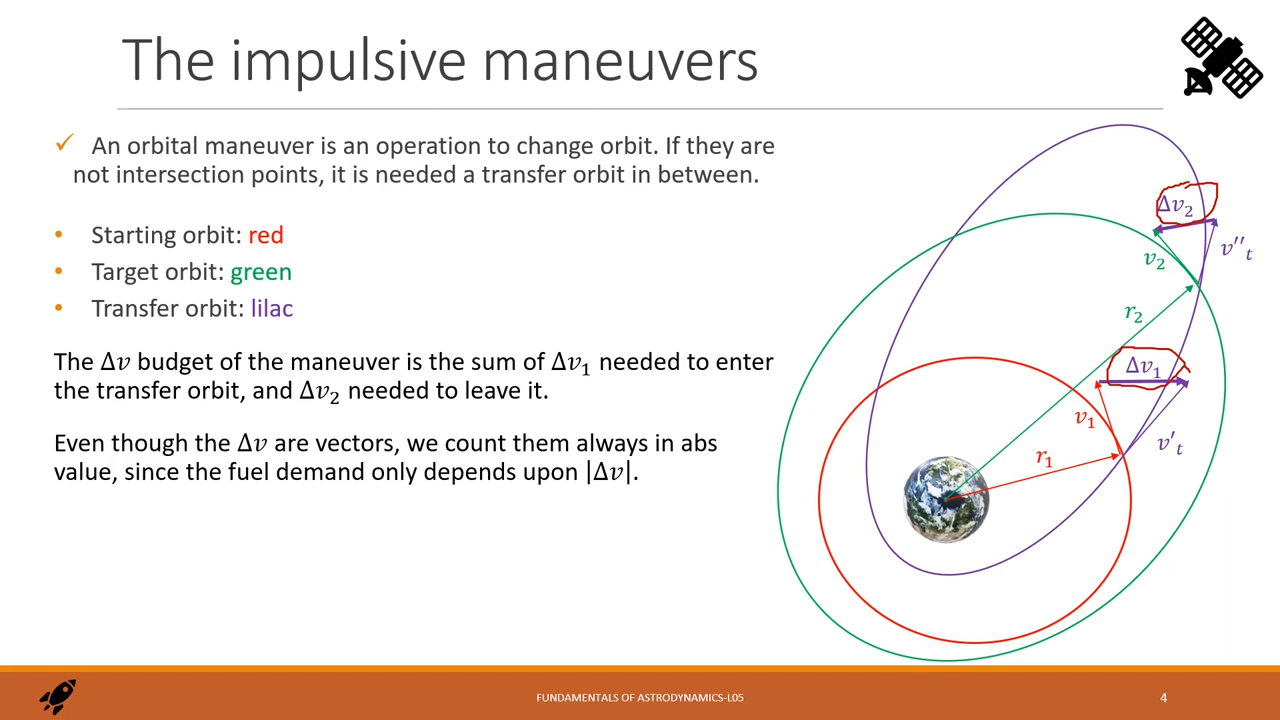 The impulsive maneuvers
✓ An orbital maneuver is an operation to change orbit. If they are
not intersection points, it is needed a transfer orbit in between.
• Starting orbit: red
• Target orbit: green
• Transfer orbit: lilac
The Δ𝑣 budget of the maneuver is the sum of Δ𝑣₁ needed to enter
the transfer orbit, and Δ𝑣₂ needed to leave it.
Even though the Δ𝑣 are vectors, we count them always in abs
value, since the fuel demand only depends upon |Δ𝑣|.
Δ𝑣₂
𝑣₂
𝑣′′ₜ
𝑟₂
Δ𝑣₁
𝑣₁
𝑣′ₜ
𝑟₁
FUNDAMENTALS OF ASTRODYNAMICS-L05
4